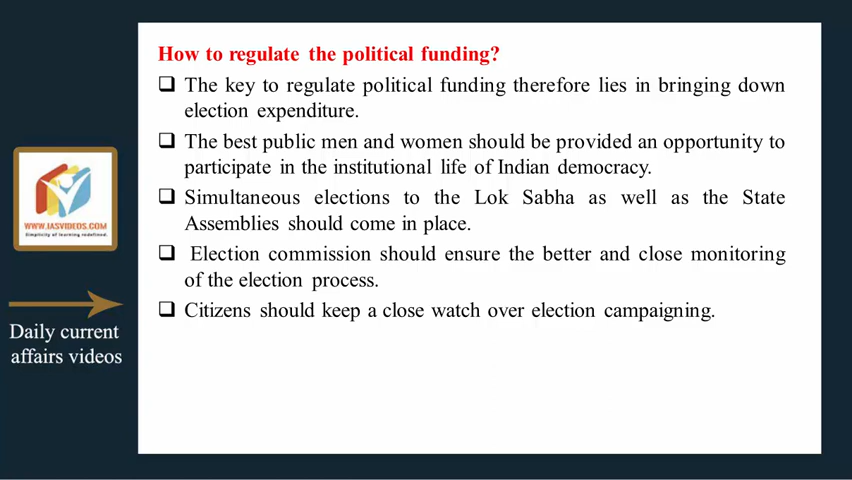 How to regulate the political funding?
The key to regulate political funding therefore lies in bringing down
election expenditure.
The best public men and women should be provided an opportunity to
participate in the institutional life of Indian democracy.
Simultaneous elections to the Lok Sabha as well as the State
Assemblies should come in place.
Election commission should ensure the better and close monitoring
of the election process.
Citizens should keep a close watch over election campaigning.
WWW.IASVIDEOS.COM
Simplicity of learning redefined.
Daily current
affairs videos